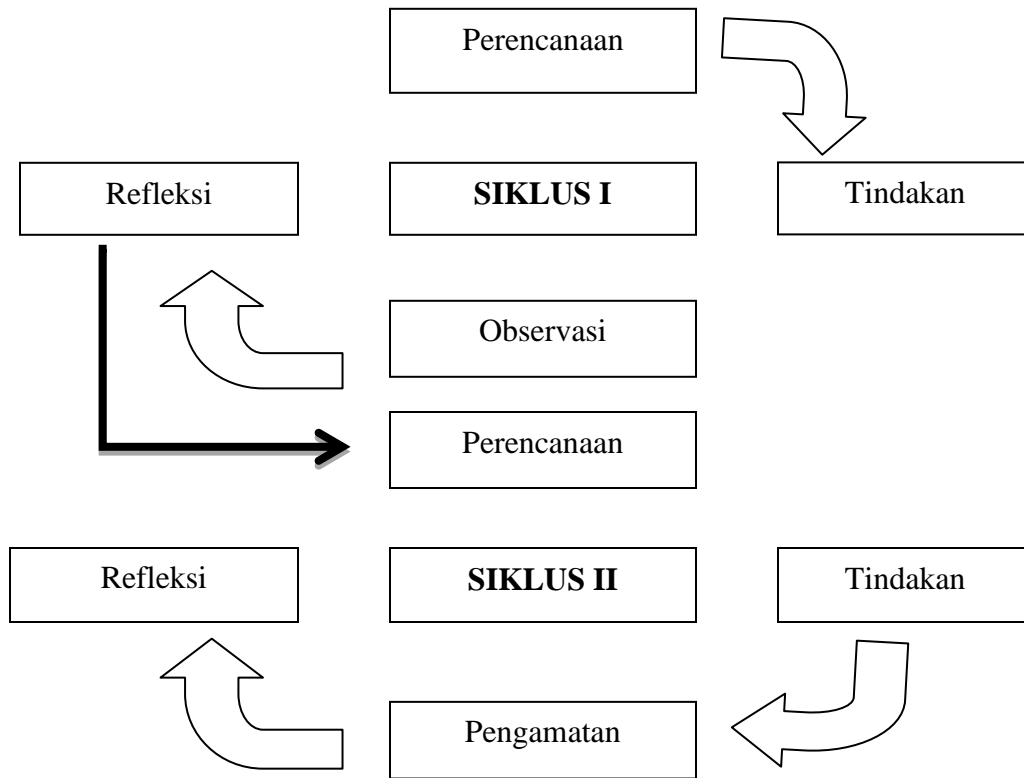 Perencanaan
Refleksi
SIKLUS I
Tindakan
Observasi
Perencanaan
Refleksi
SIKLUS II
Tindakan
Pengamatan